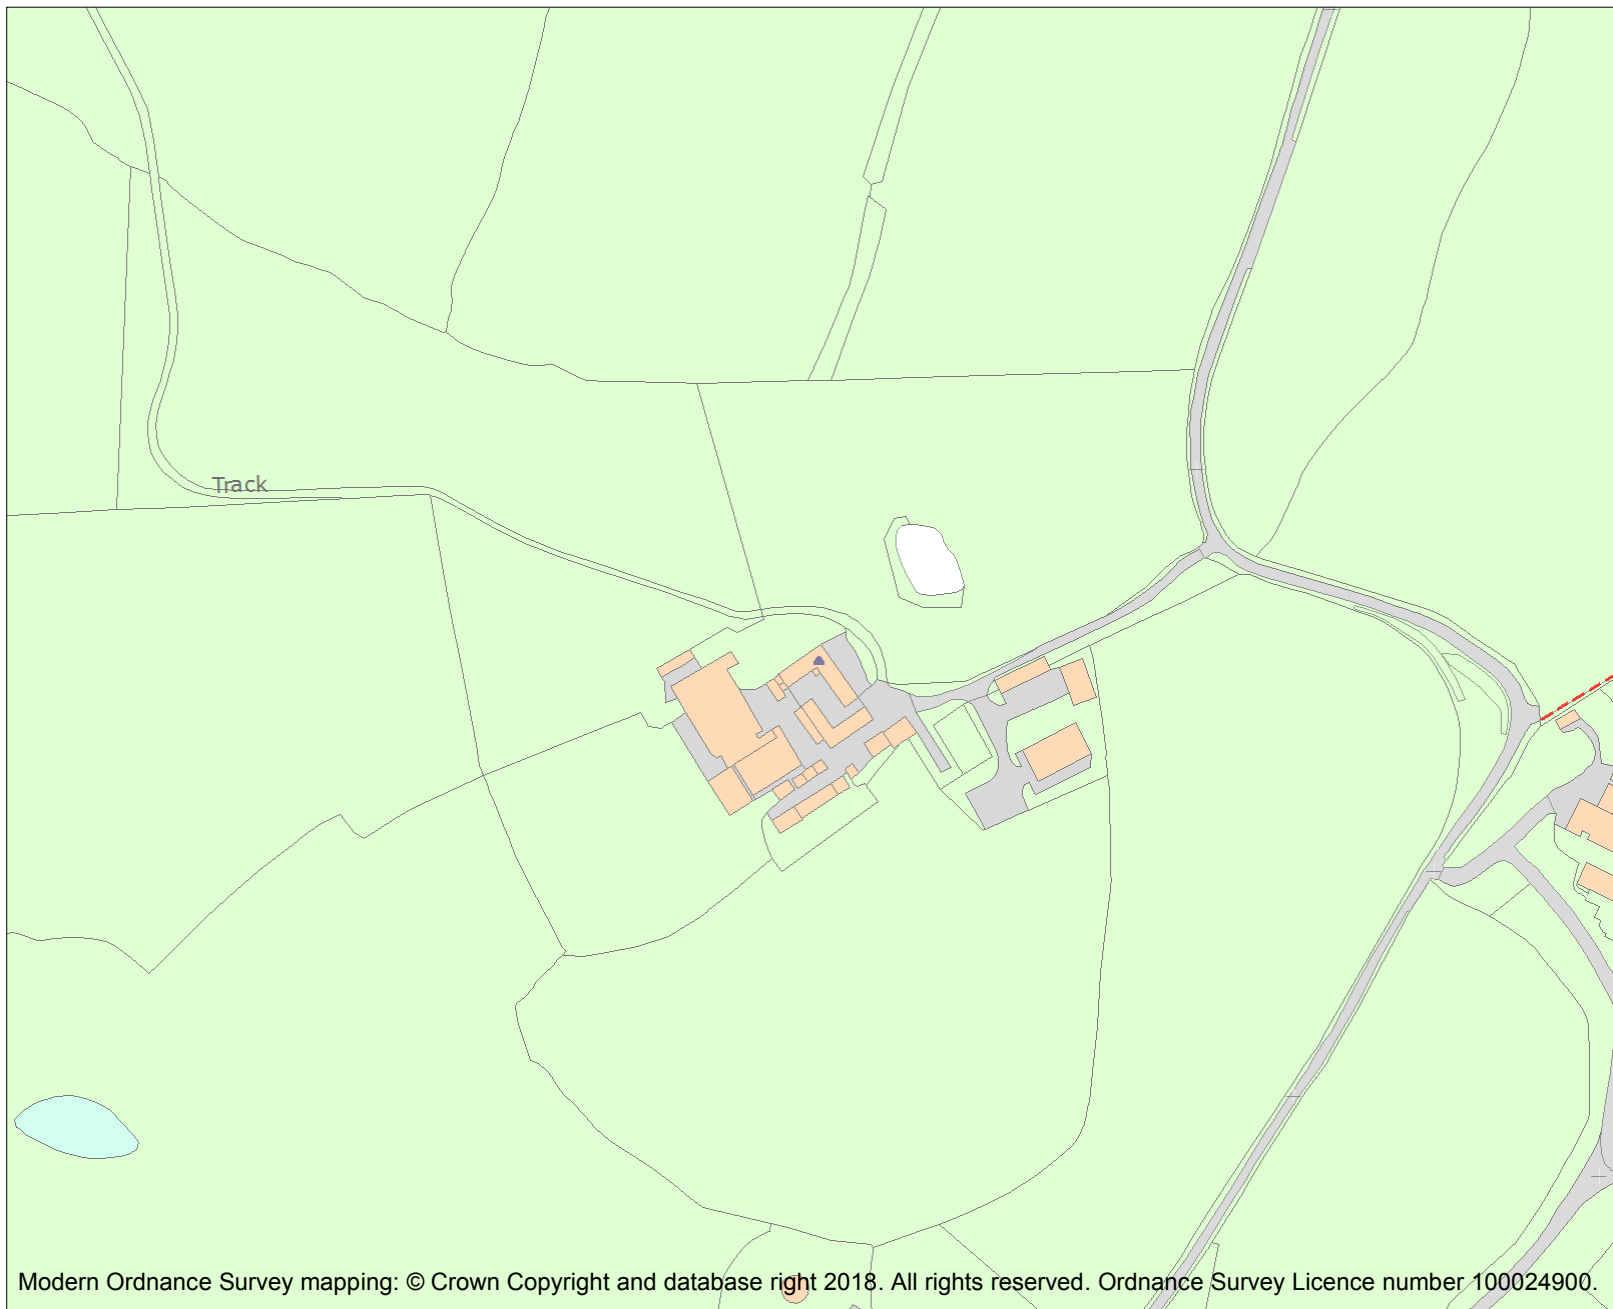 Track
Modern Ordnance Survey mapping: © Crown Copyright and database right 2018. All rights reserved. Ordnance Survey Licence number 100024900.